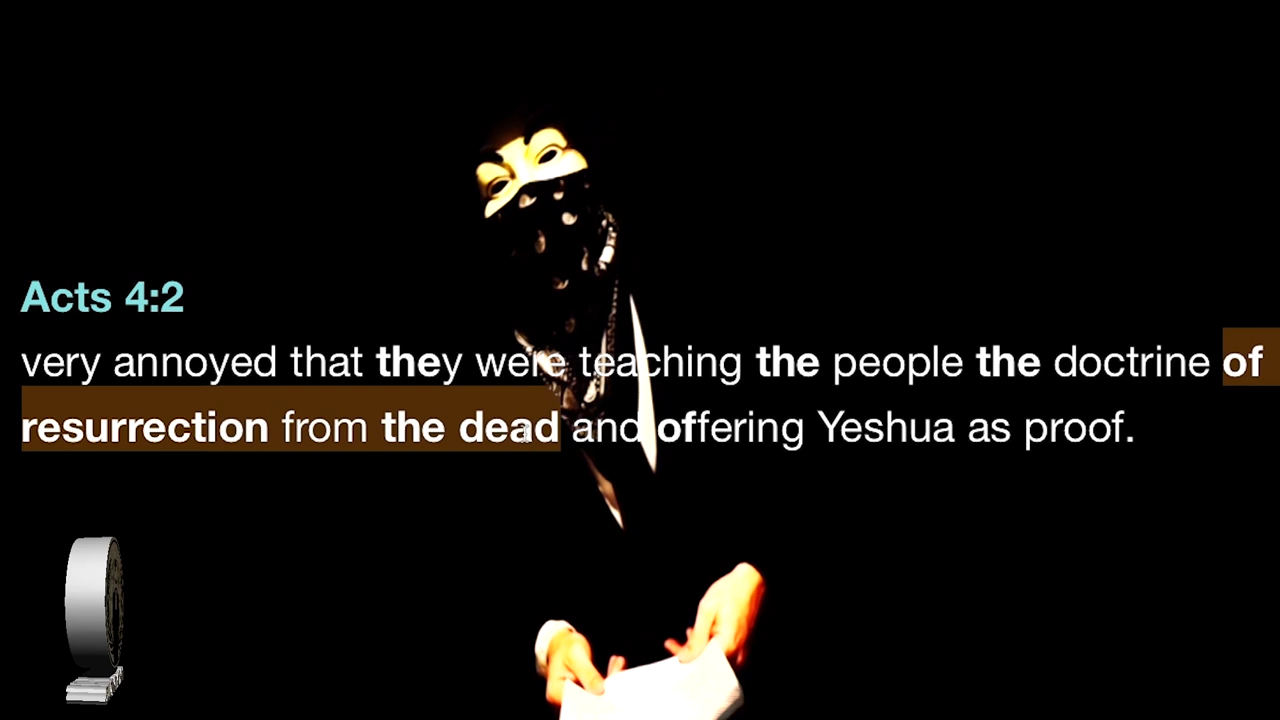 Acts 4:2
very annoyed that they were teaching the people the doctrine of
resurrection from the dead and offering Yeshua as proof.